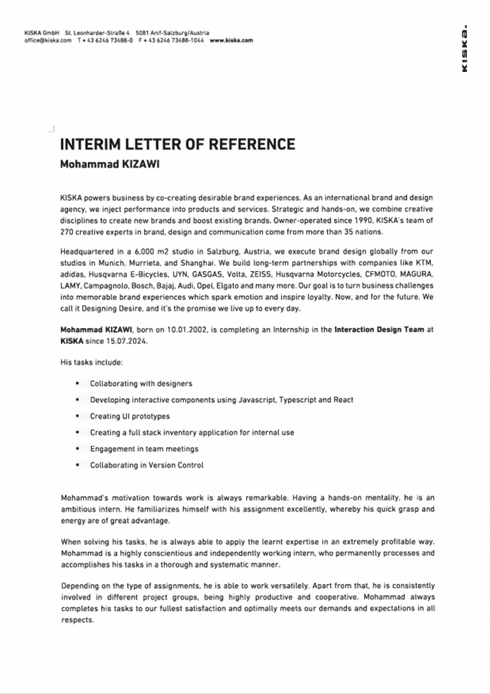 KISKA GmbH St. Leonharder-Straße 4 5081 Anif-Salzburg/Austria
office@kiska.com T + 43 6246 73488-0 F + 43 6246 73488-1044 www.kiska.com
KISKA.
INTERIM LETTER OF REFERENCE
Mohammad KIZAWI
KISKA powers business by co-creating desirable brand experiences. As an international brand and design
agency, we inject performance into products and services. Strategic and hands-on, we combine creative
disciplines to create new brands and boost existing brands. Owner-operated since 1990, KISKA's team of
270 creative experts in brand, design and communication come from more than 35 nations.
Headquartered in a 6,000 m2 studio in Salzburg, Austria, we execute brand design globally from our
studios in Munich, Murrieta, and Shanghai. We build long-term partnerships with companies like KTM,
adidas, Husqvarna E-Bicycles, UYN, GASGAS, Volta, ZEISS, Husqvarna Motorcycles, CFMOTO, MAGURA,
LAMY, Campagnolo, Bosch, Bajaj, Audi, Opel, Elgato and many more. Our goal is to turn business challenges
into memorable brand experiences which spark emotion and inspire loyalty. Now, and for the future. We
call it Designing Desire, and it's the promise we live up to every day.
Mohammad KIZAWI, born on 10.01.2002, is completing an Internship in the Interaction Design Team at
KISKA since 15.07.2024.
His tasks include:
▪ Collaborating with designers
▪ Developing interactive components using Javascript, Typescript and React
▪ Creating UI prototypes
▪ Creating a full stack inventory application for internal use
▪ Engagement in team meetings
▪ Collaborating in Version Control
Mohammad's motivation towards work is always remarkable. Having a hands-on mentality, he is an
ambitious intern. He familiarizes himself with his assignment excellently, whereby his quick grasp and
energy are of great advantage.
When solving his tasks, he is always able to apply the learnt expertise in an extremely profitable way.
Mohammad is a highly conscientious and independently working intern, who permanently processes and
accomplishes his tasks in a thorough and systematic manner.
Depending on the type of assignments, he is able to work versatilely. Apart from that, he is consistently
involved in different project groups, being highly productive and cooperative. Mohammad always
completes his tasks to our fullest satisfaction and optimally meets our demands and expectations in all
respects.